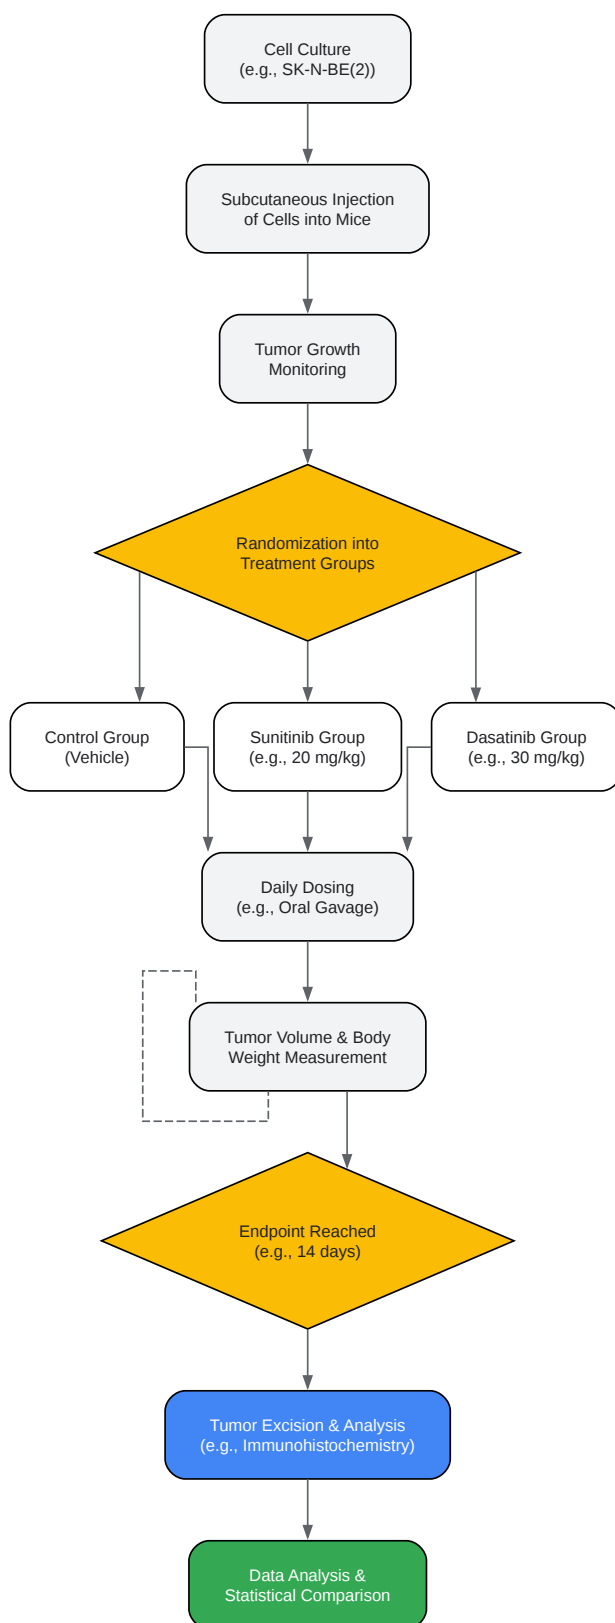 Cell Culture
(e.g., SK-N-BE(2))
Subcutaneous Injection
of Cells into Mice
Tumor Growth
Monitoring
Randomization into
Treatment Groups
Control Group
(Vehicle)
Sunitinib Group
(e.g., 20 mg/kg)
Dasatinib Group
(e.g., 30 mg/kg)
Daily Dosing
(e.g., Oral Gavage)
Tumor Volume & Body
Weight Measurement
Endpoint Reached
(e.g., 14 days)
Tumor Excision & Analysis
(e.g., Immunohistochemistry)
Data Analysis &
Statistical Comparison